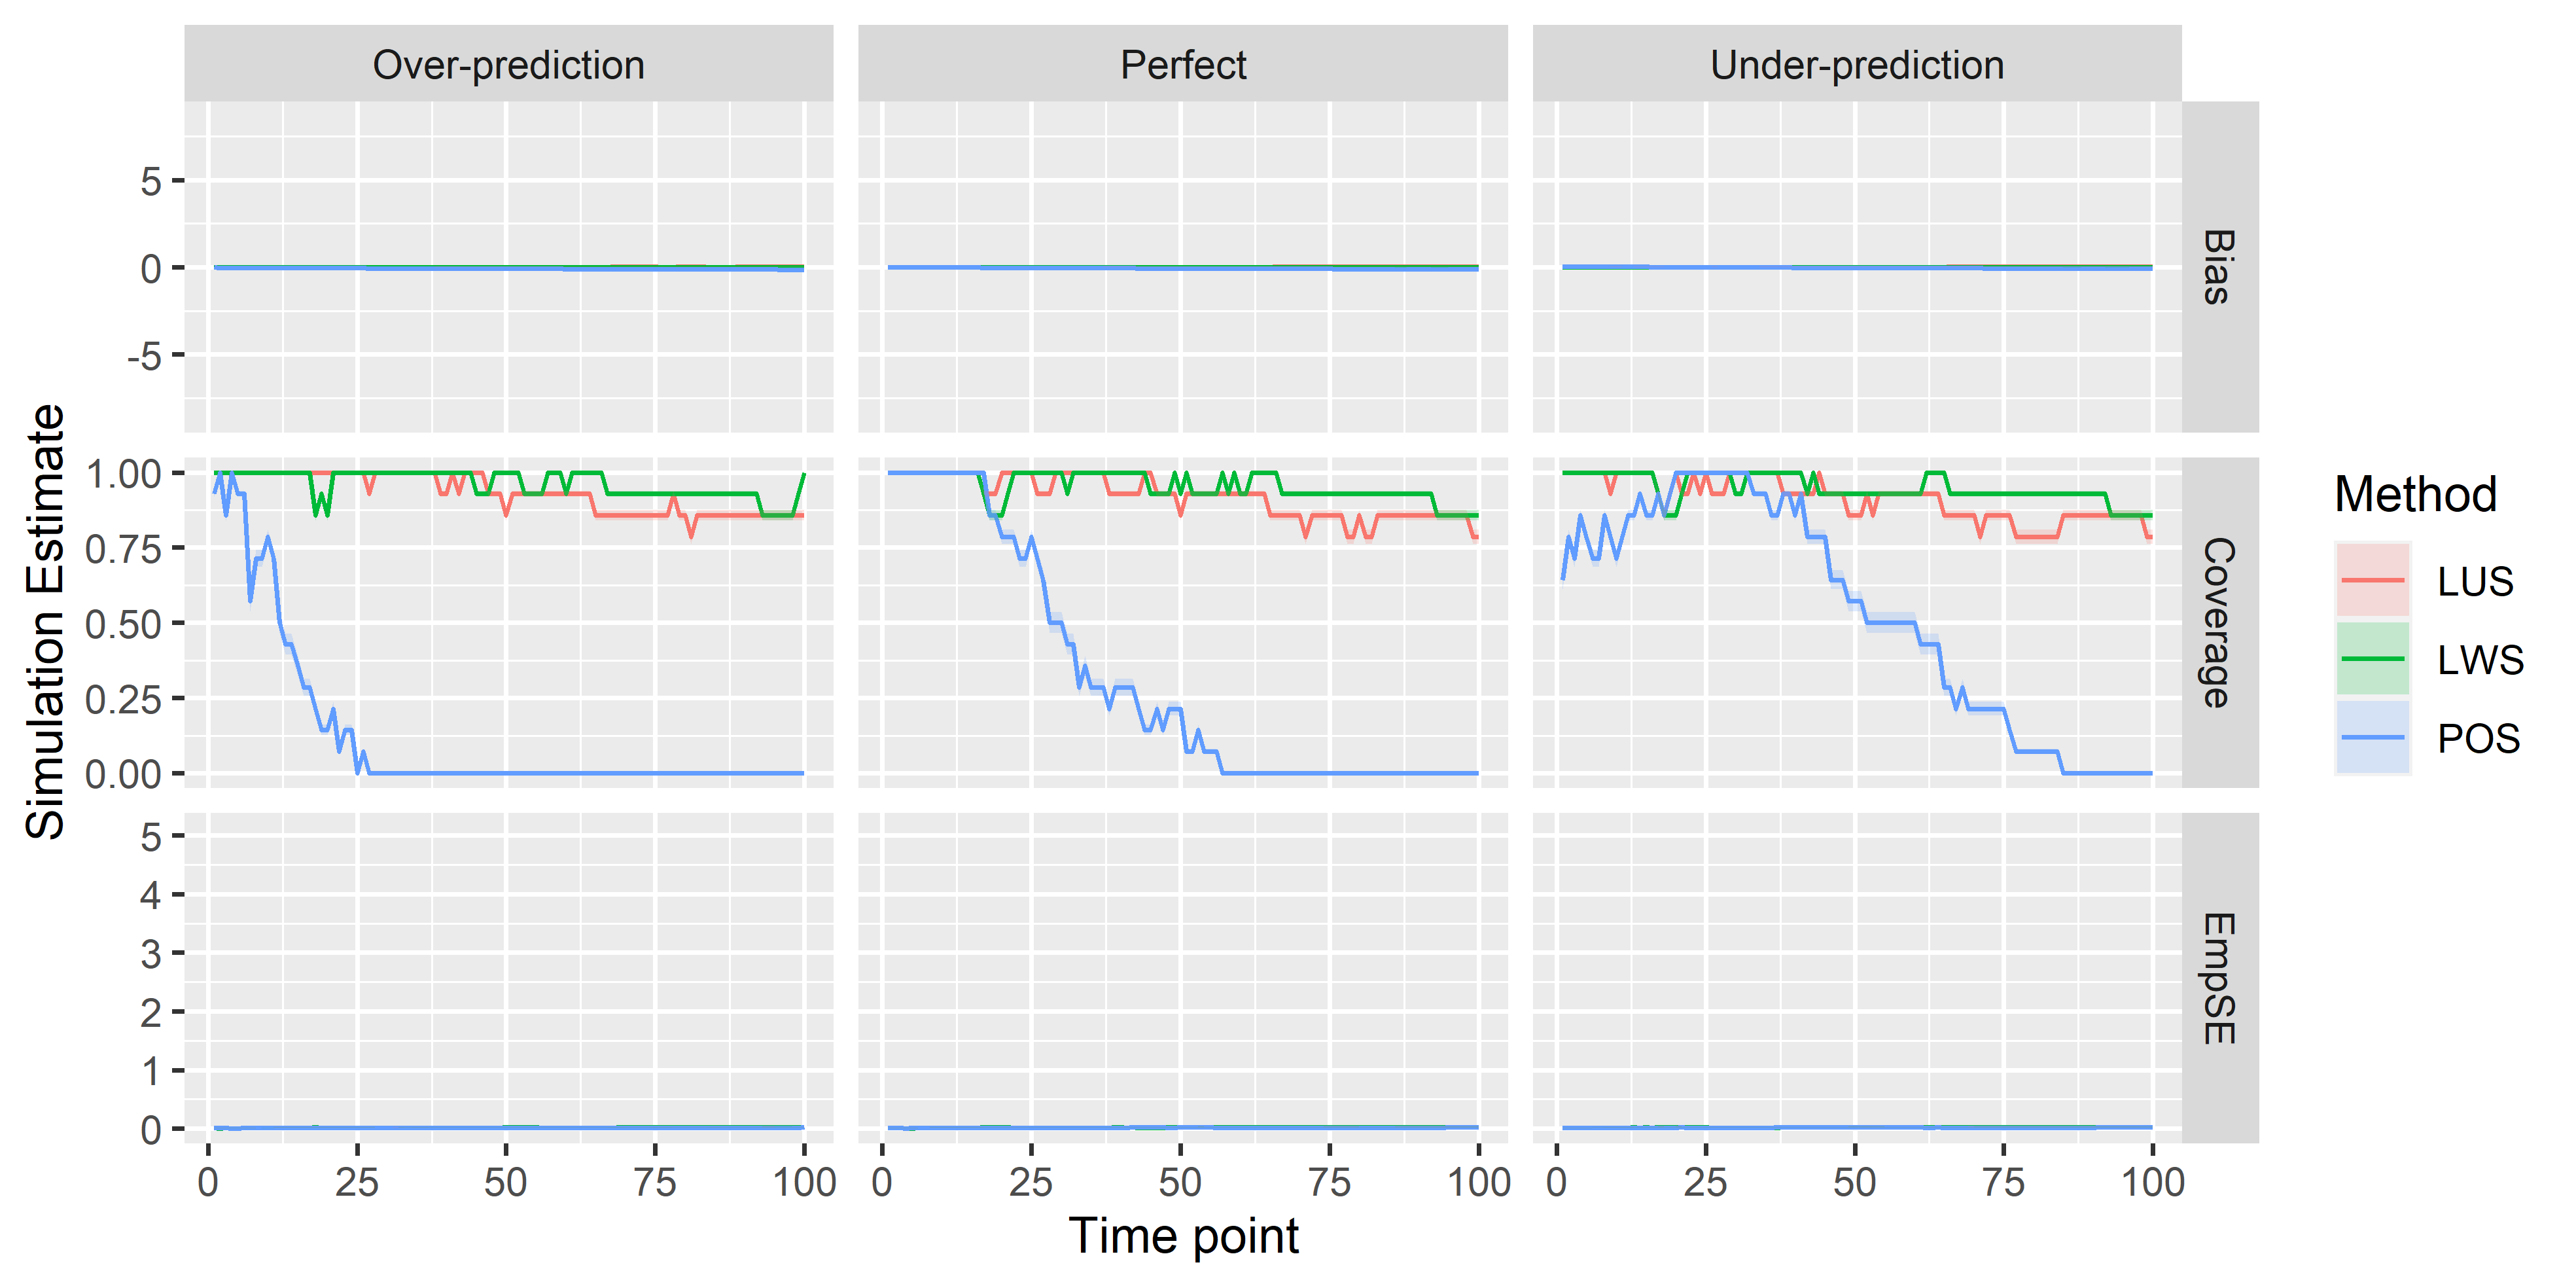 Over-prediction
Perfect
Under-prediction
Simulation Estimate
5
0
-5
Bias
1.00
0.75
0.50
0.25
0.00
Coverage
5
4
3
2
1
0
EmpSE
0 25 50 75 100
0 25 50 75 100
0 25 50 75 100
Time point
Method
LUS
LWS
POS